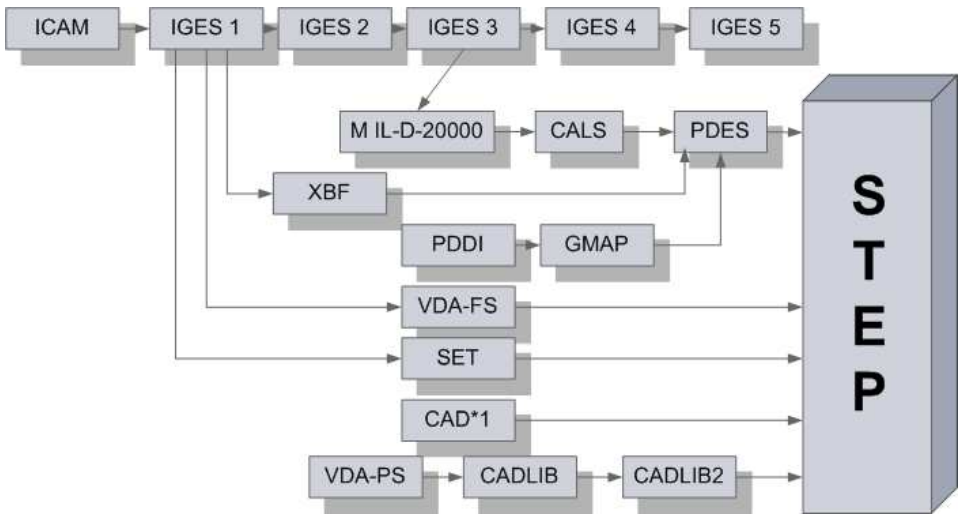 ICAM
IGES 1
IGES 2
IGES 3
IGES 4
IGES 5
M IL-D-20000
CALS
PDES
XBF
PDDI
GMAP
VDA-FS
SET
CAD*1
VDA-PS
CADLIB
CADLIB2
S
T
E
P